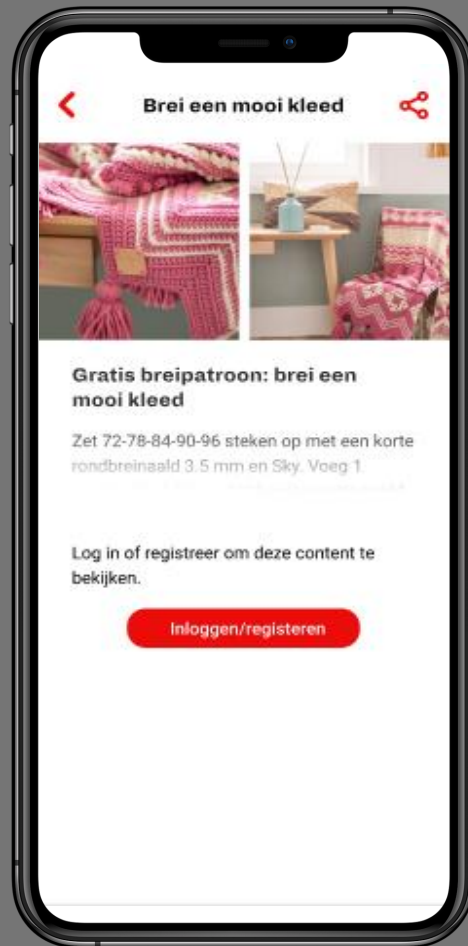 Brei een mooi kleed
Gratis breipatroon: brei een
mooi kleed
Zet 72-78-84-90-96 steken op met een korte
rondbreinaald 3.5 mm en Sky. Voeg 1
Log in of registreer om deze content te
bekijken.
Inloggen/registeren